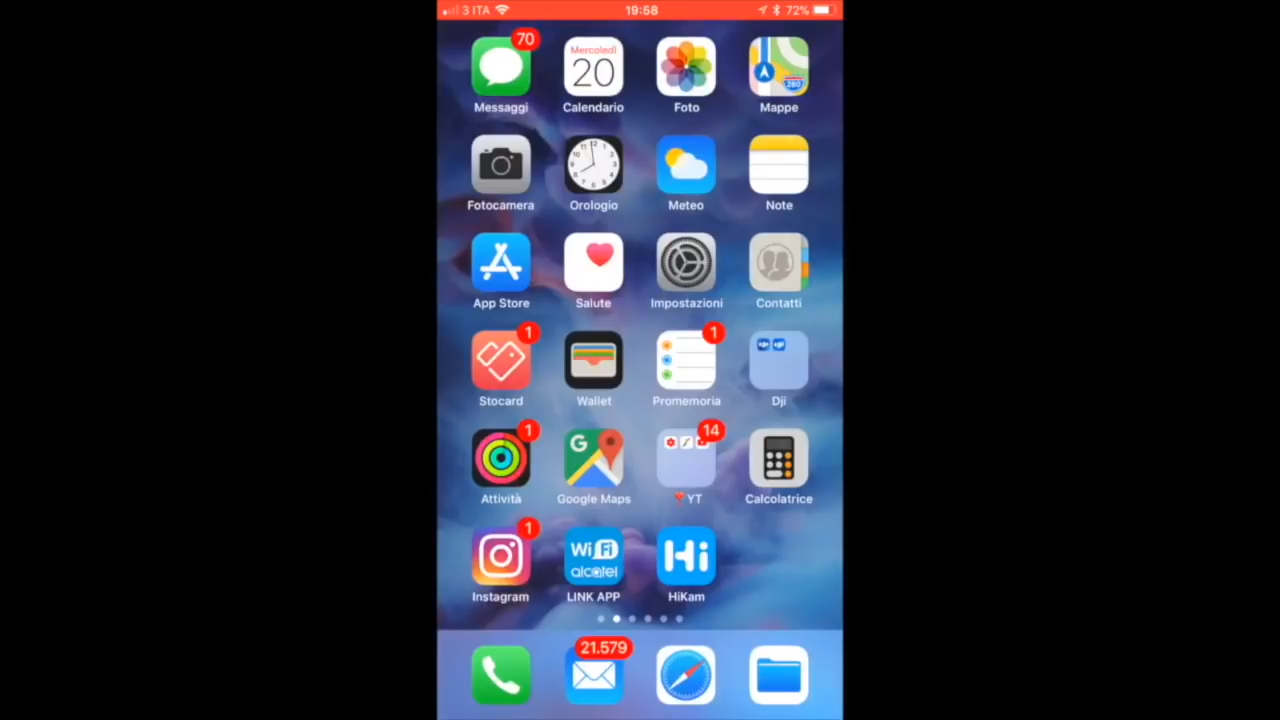 3 ITA 19:58 72%
70
Mercoledì
20
280
Messaggi Calendario Foto Mappe
Fotocamera Orologio Meteo Note
App Store Salute Impostazioni Contatti
1 1
Stocard Wallet Promemoria Dji
1 14
G
Attività Google Maps ❤️YT Calcolatrice
1
WiFi Hi
alcatel
Instagram LINK APP HiKam
21.579